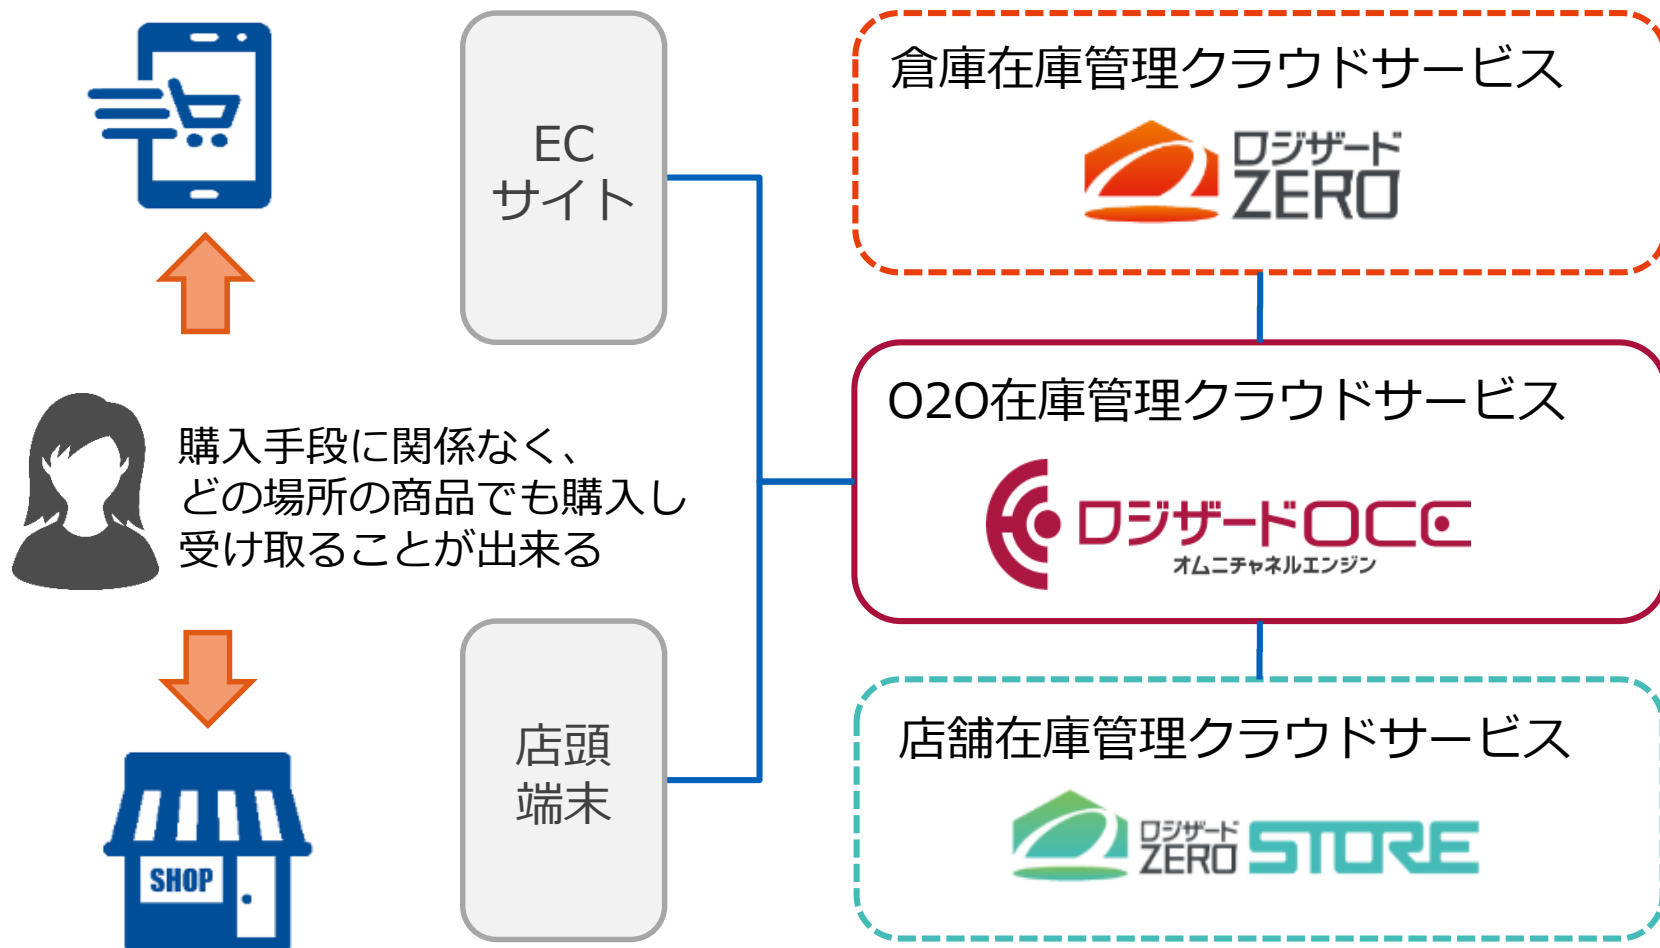 EC
サイト
購入手段に関係なく、
どの場所の商品でも購入し
受け取ることが出来る
SHOP
店頭
端末
倉庫在庫管理クラウドサービス
ロジザード
ZERO
O2O在庫管理クラウドサービス
ロジザードOCE
オムニチャネルエンジン
店舗在庫管理クラウドサービス
ロジザード
ZERO STORE